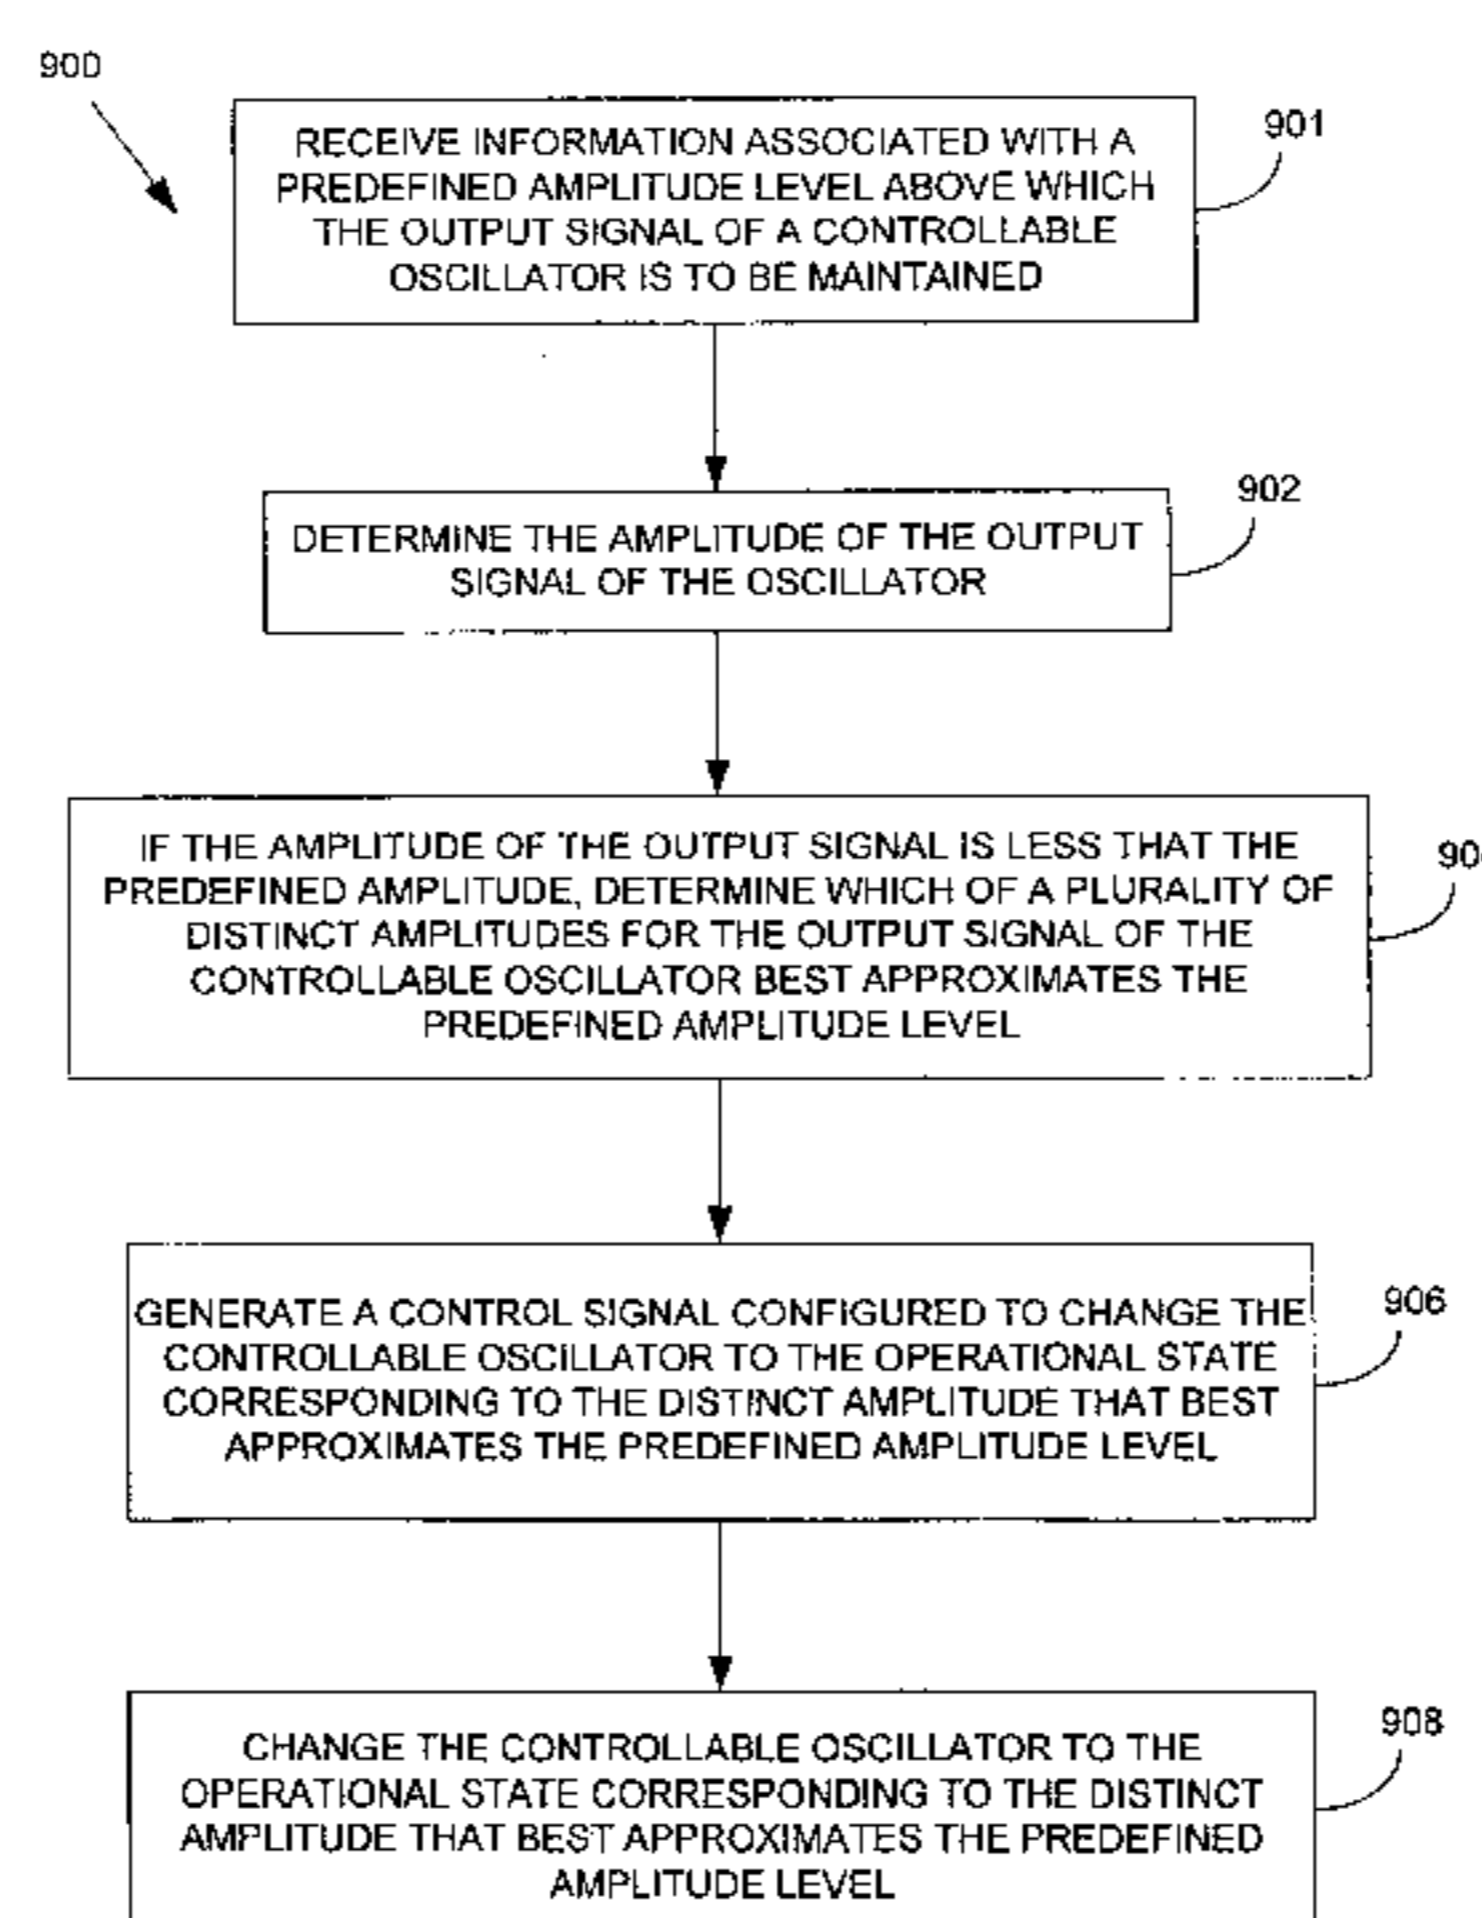 900
901
RECEIVE INFORMATION ASSOCIATED WITH A
PREDEFINED AMPLITUDE LEVEL ABOVE WHICH
THE OUTPUT SIGNAL OF A CONTROLLABLE
OSCILLATOR IS TO BE MAINTAINED
902
DETERMINE THE AMPLITUDE OF THE OUTPUT
SIGNAL OF THE OSCILLATOR
IF THE AMPLITUDE OF THE OUTPUT SIGNAL IS LESS THAT THE
PREDEFINED AMPLITUDE, DETERMINE WHICH OF A PLURALITY OF
DISTINCT AMPLITUDES FOR THE OUTPUT SIGNAL OF THE
CONTROLLABLE OSCILLATOR BEST APPROXIMATES THE
PREDEFINED AMPLITUDE LEVEL
906
GENERATE A CONTROL SIGNAL CONFIGURED TO CHANGE THE
CONTROLLABLE OSCILLATOR TO THE OPERATIONAL STATE
CORRESPONDING TO THE DISTINCT AMPLITUDE THAT BEST
APPROXIMATES THE PREDEFINED AMPLITUDE LEVEL
908
CHANGE THE CONTROLLABLE OSCILLATOR TO THE
OPERATIONAL STATE CORRESPONDING TO THE DISTINCT
AMPLITUDE THAT BEST APPROXIMATES THE PREDEFINED
AMPLITUDE LEVEL